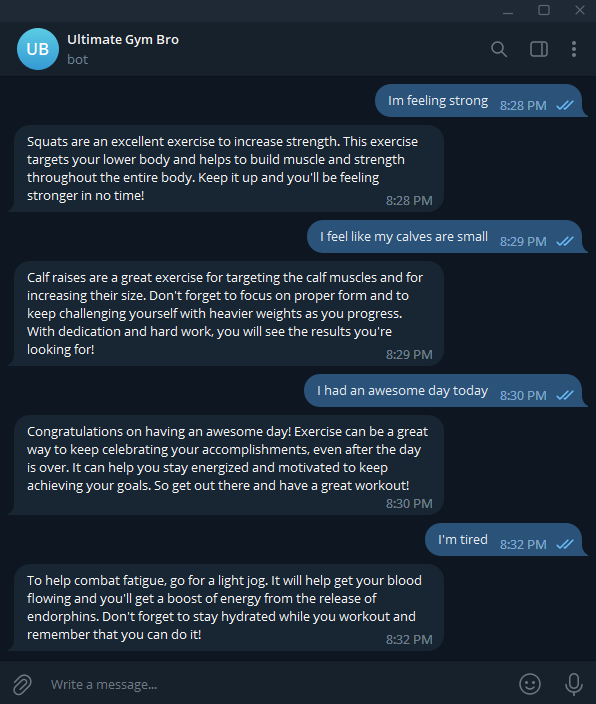 UB
Ultimate Gym Bro
bot
Im feeling strong 8:28 PM
Squats are an excellent exercise to increase strength. This exercise
targets your lower body and helps to build muscle and strength
throughout the entire body. Keep it up and you'll be feeling
stronger in no time!
8:28 PM
I feel like my calves are small 8:29 PM
Calf raises are a great exercise for targeting the calf muscles and for
increasing their size. Don't forget to focus on proper form and to
keep challenging yourself with heavier weights as you progress.
With dedication and hard work, you will see the results you're
looking for!
8:29 PM
I had an awesome day today 8:30 PM
Congratulations on having an awesome day! Exercise can be a great
way to keep celebrating your accomplishments, even after the day
is over. It can help you stay energized and motivated to keep
achieving your goals. So get out there and have a great workout!
8:30 PM
I'm tired 8:32 PM
To help combat fatigue, go for a light jog. It will help get your blood
flowing and you'll get a boost of energy from the release of
endorphins. Don't forget to stay hydrated while you workout and
remember that you can do it!
8:32 PM
Write a message...